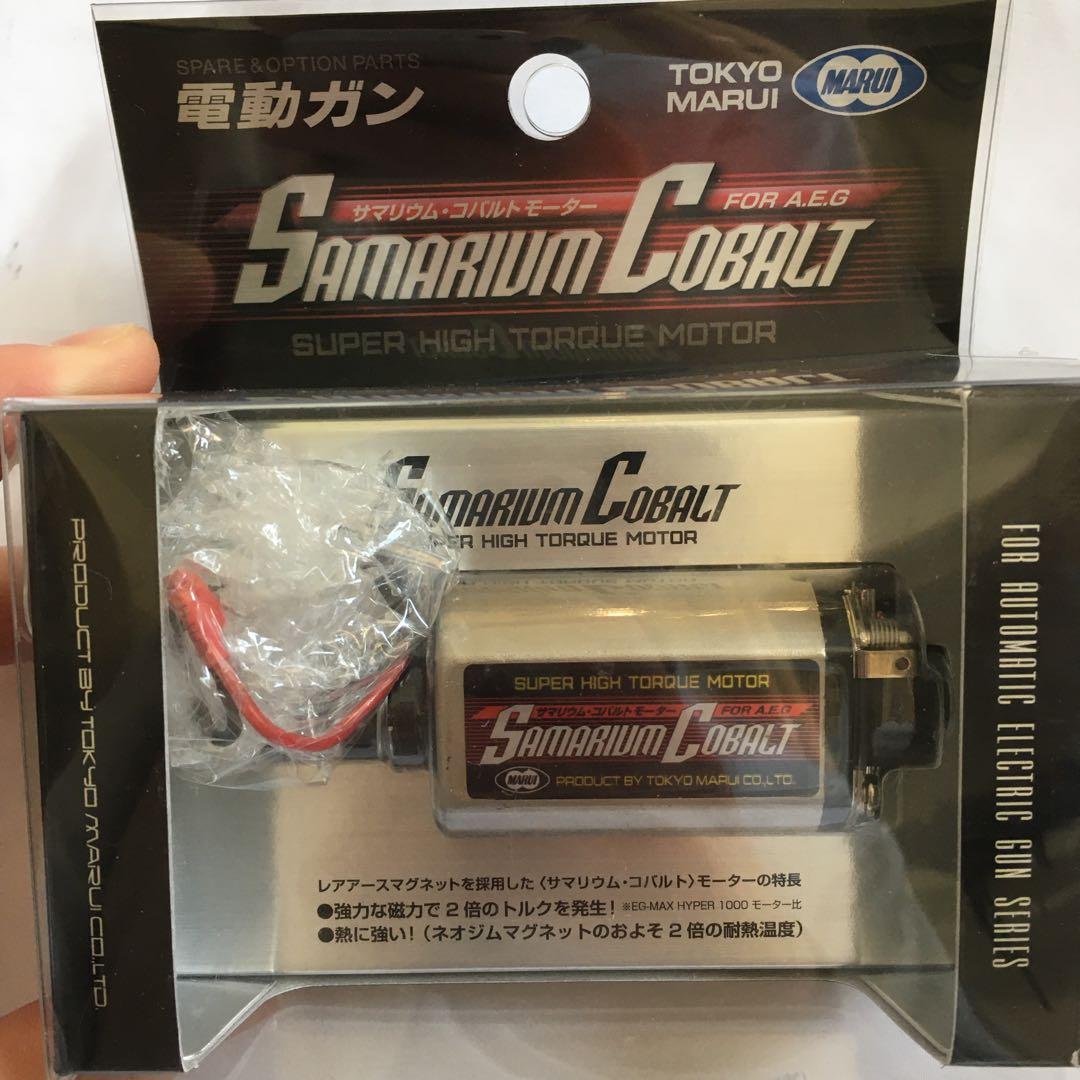 SPARE & OPTION PARTS
電動ガン
TOKYO
MARUI
MARUI
サマリウム・コバルトモーター
FOR A.E.G
SAMARIUM COBALT
SUPER HIGH TORQUE MOTOR
SAMARIUM COBALT
HIGH TORQUE MOTOR
SUPER HIGH TORQUE MOTOR
サマリウム・コバルトモーター
FOR A.E.G
SAMARIUM COBALT
MARUI
PRODUCT BY TOKYO MARUI CO.,LTD.
レアアースマグネットを採用した〈サマリウム・コバルト〉モーターの特長
●強力な磁力で2倍のトルクを発生! ※EG-MAX HYPER 1000 モーター比
●熱に強い!(ネオジムマグネットのおよそ2倍の耐熱温度)
PRODUCT BY TOKYO MARUI CO.,LTD.
FOR AUTOMATIC ELECTRIC GUN SERIES